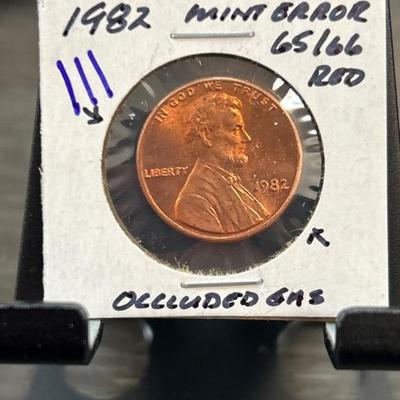 1982 MINT ERROR
65/66
RED
IN GOD WE TRUST
LIBERTY
1982
OCCLUDED GAS